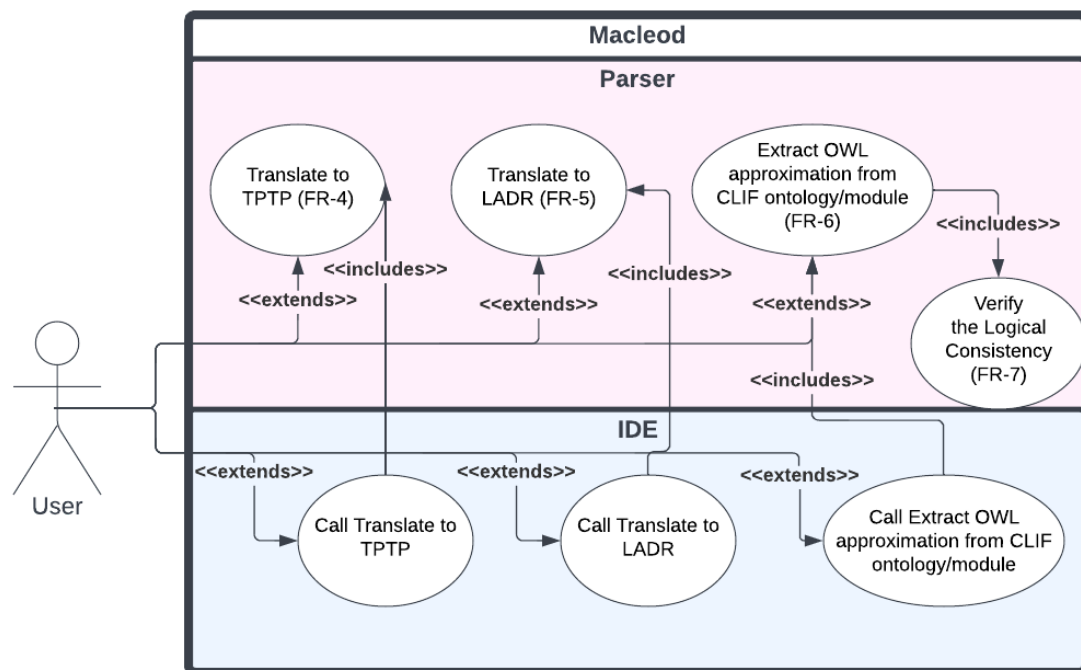 Macleod
Parser
Translate to
TPTP (FR-4)
Translate to
LADR (FR-5)
Extract OWL
approximation from
CLIF ontology/module
(FR-6)
<<includes>>
<<includes>>
<<includes>>
<<extends>>
<<extends>>
<<extends>>
Verify
the Logical
Consistency
(FR-7)
<<includes>>
IDE
<<extends>>
<<extends>>
<<extends>>
User
Call Translate to
TPTP
Call Translate to
LADR
Call Extract OWL
approximation from CLIF
ontology/module